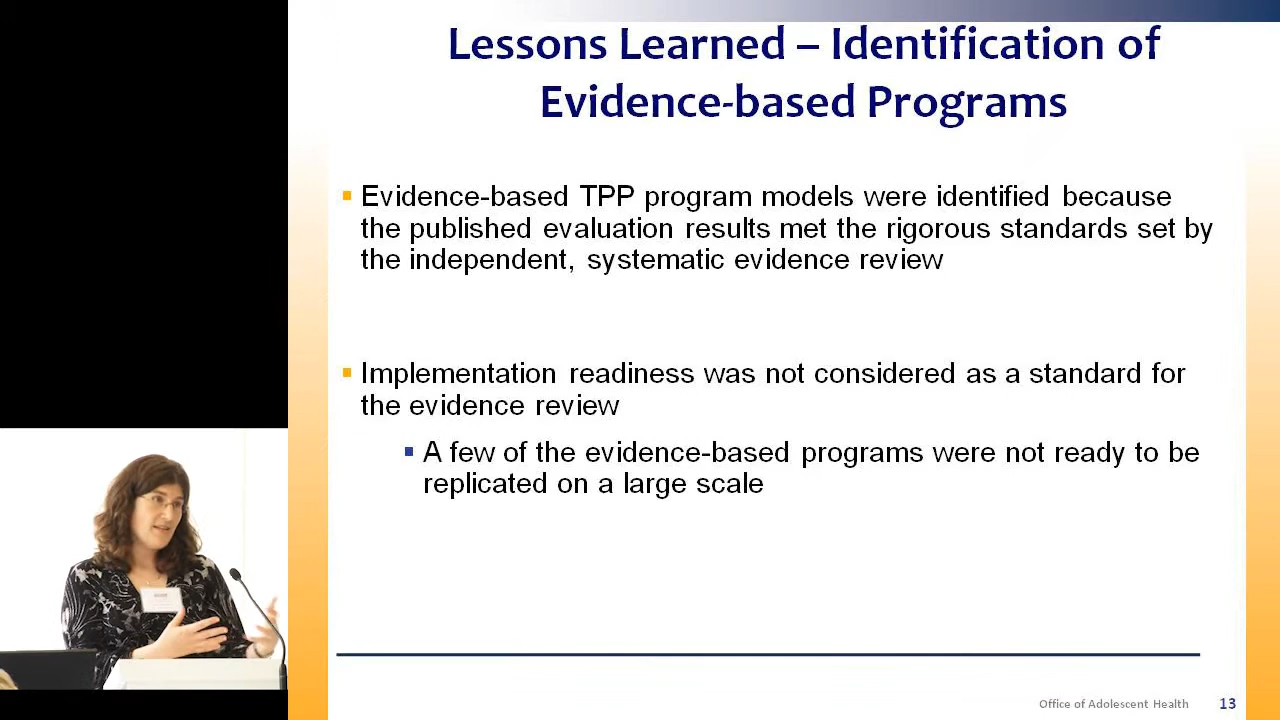 Lessons Learned – Identification of
Evidence-based Programs
Evidence-based TPP program models were identified because
the published evaluation results met the rigorous standards set by
the independent, systematic evidence review
Implementation readiness was not considered as a standard for
the evidence review
A few of the evidence-based programs were not ready to be
replicated on a large scale
Office of Adolescent Health 13